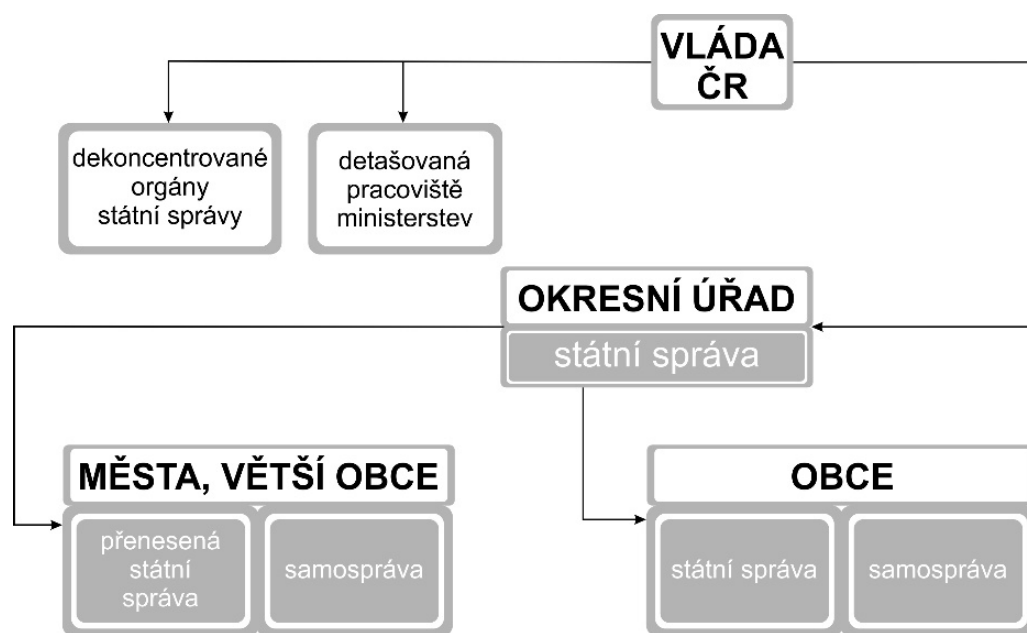 VLÁDA
ČR
dekoncentrované
orgány
státní správy
detašovaná
pracoviště
ministerstev
OKRESNÍ ÚŘAD
státní správa
MĚSTA, VĚTŠÍ OBCE
přenesená
státní
správa
samospráva
OBCE
státní správa
samospráva